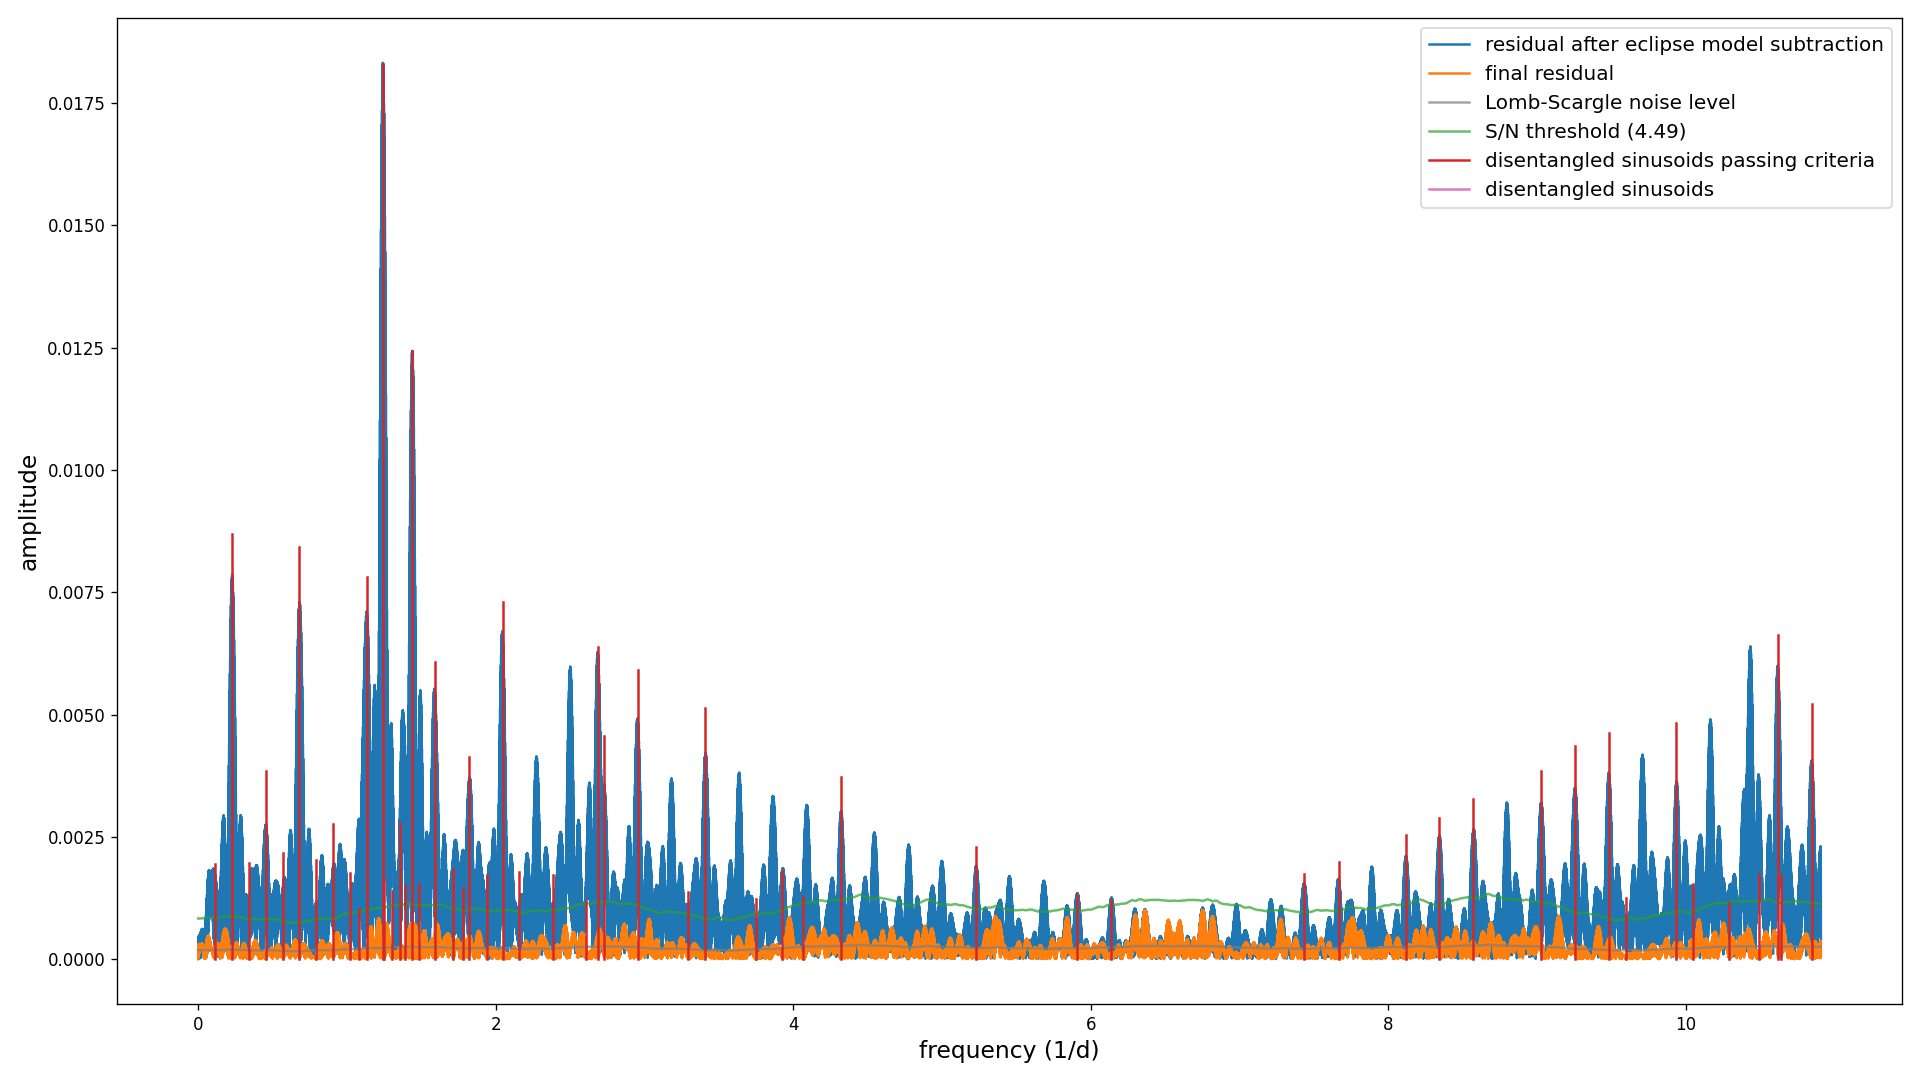 residual after eclipse model subtraction
final residual
Lomb-Scargle noise level
S/N threshold (4.49)
disentangled sinusoids passing criteria
disentangled sinusoids
0.0175
0.0150
0.0125
0.0100
0.0075
0.0050
0.0025
0.0000
amplitude
0 2 4 6 8 10
frequency (1/d)